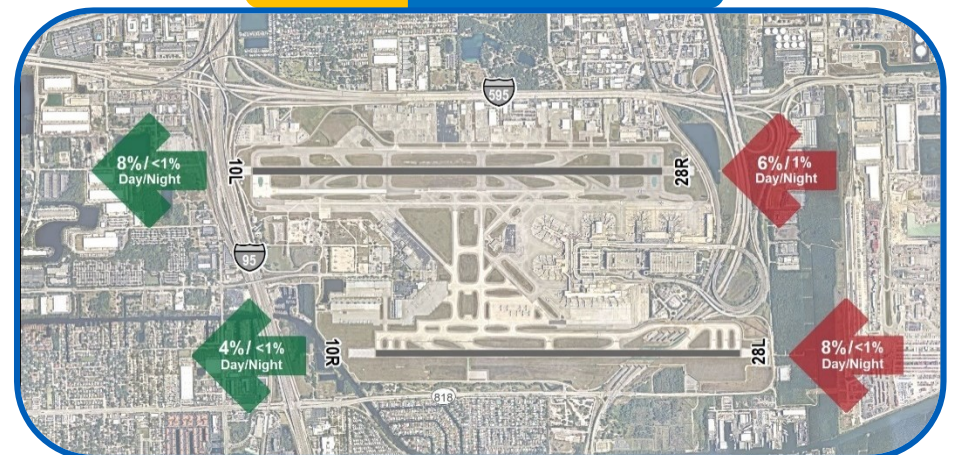 595
8%/<1%
Day/Night
10L
28R
6%/1%
Day/Night
95
4%/<1%
Day/Night
10R
28L
8%/<1%
Day/Night
818